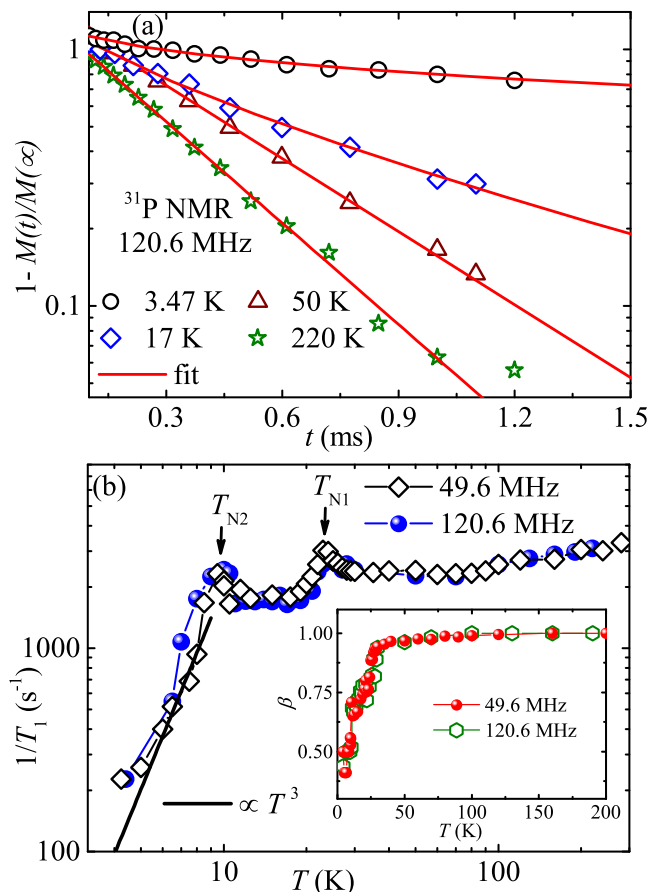 (a)
1
0.1
1- M(t)/M(∝)
³¹P NMR
120.6 MHz
3.47 K
50 K
17 K
220 K
fit
0.3 0.6 0.9 1.2 1.5
t (ms)
(b)
T_N2
T_N1
49.6 MHz
120.6 MHz
1000
100
1/T₁ (s⁻¹)
∝ T³
1.00
0.75
0.50
β
49.6 MHz
120.6 MHz
0 50 100 150 200
T (K)
10 100
T (K)